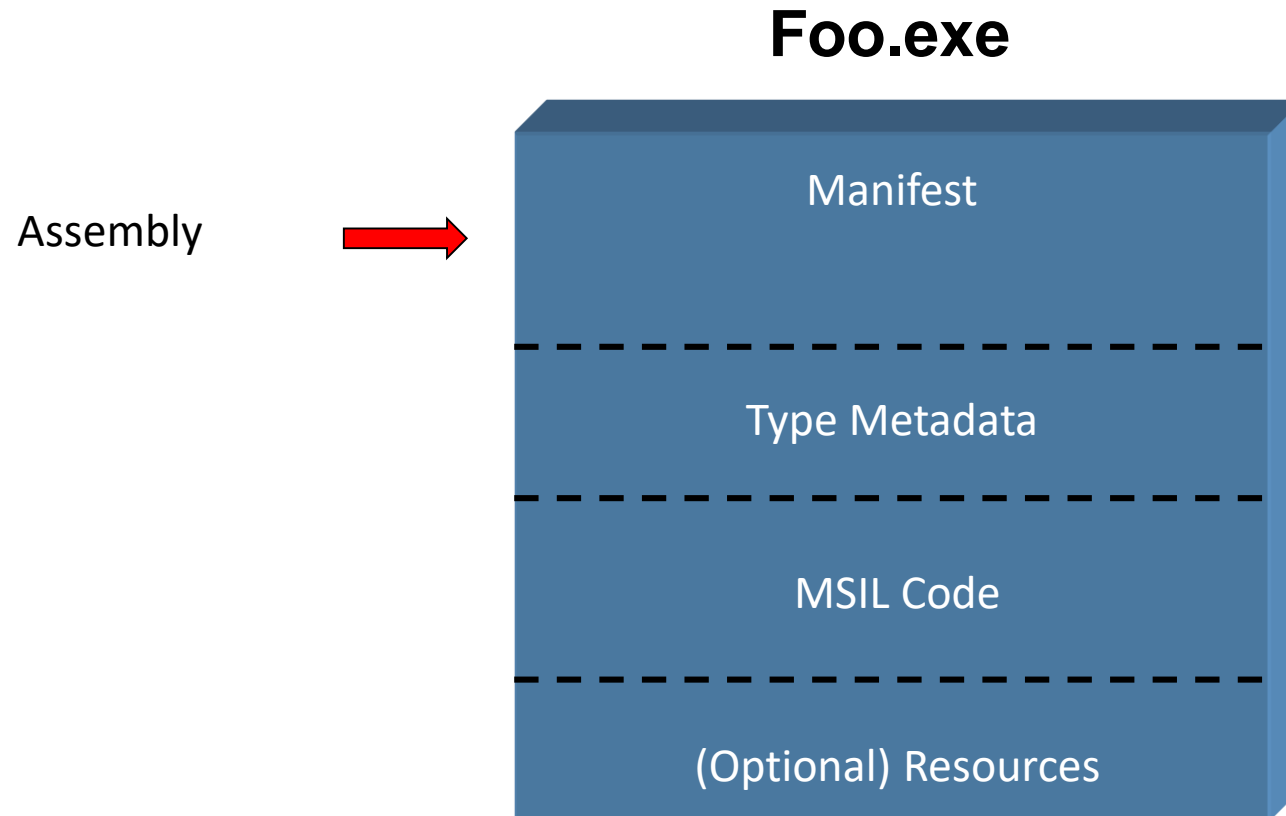 Foo.exe
Manifest
Assembly
Type Metadata
MSIL Code
(Optional) Resources